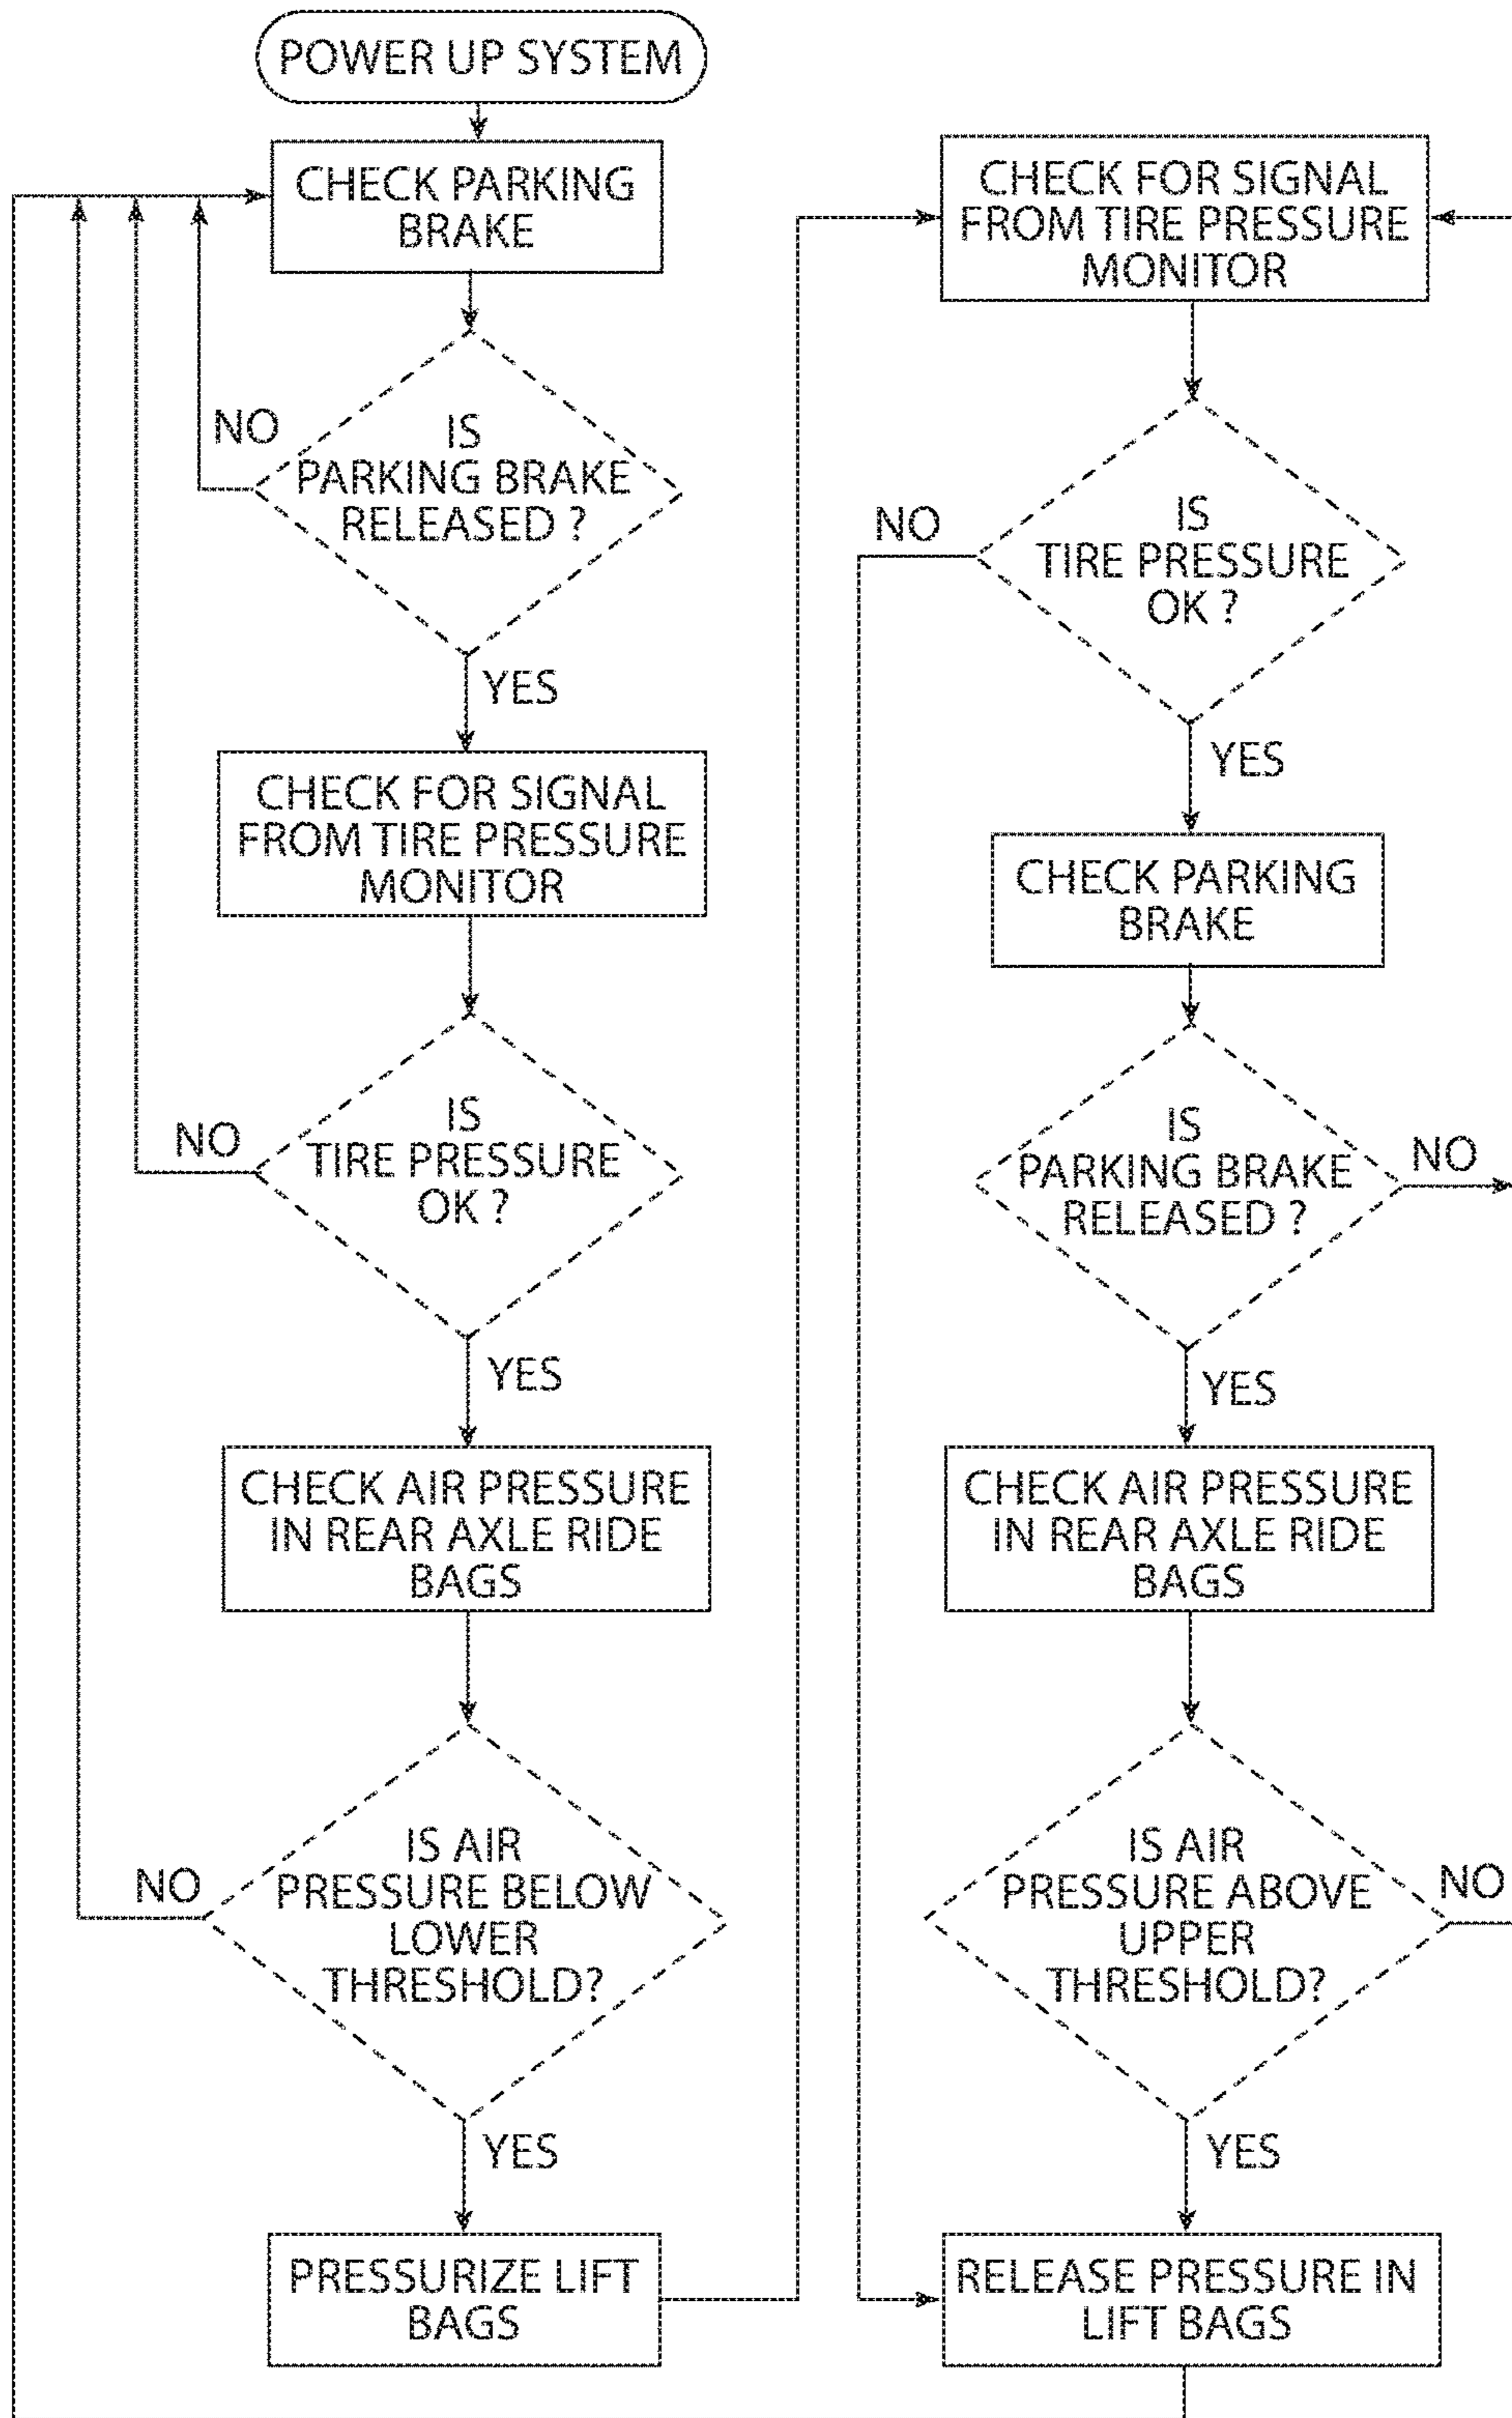 POWER UP SYSTEM
CHECK PARKING
BRAKE
IS
PARKING BRAKE
RELEASED ?
NO
YES
CHECK FOR SIGNAL
FROM TIRE PRESSURE
MONITOR
IS
TIRE PRESSURE
OK ?
NO
YES
CHECK AIR PRESSURE
IN REAR AXLE RIDE
BAGS
IS AIR
PRESSURE BELOW
LOWER
THRESHOLD?
NO
YES
PRESSURIZE LIFT
BAGS
CHECK FOR SIGNAL
FROM TIRE PRESSURE
MONITOR
IS
TIRE PRESSURE
OK ?
NO
YES
CHECK PARKING
BRAKE
IS
PARKING BRAKE
RELEASED ?
NO
YES
CHECK AIR PRESSURE
IN REAR AXLE RIDE
BAGS
IS AIR
PRESSURE ABOVE
UPPER
THRESHOLD?
NO
YES
RELEASE PRESSURE IN
LIFT BAGS